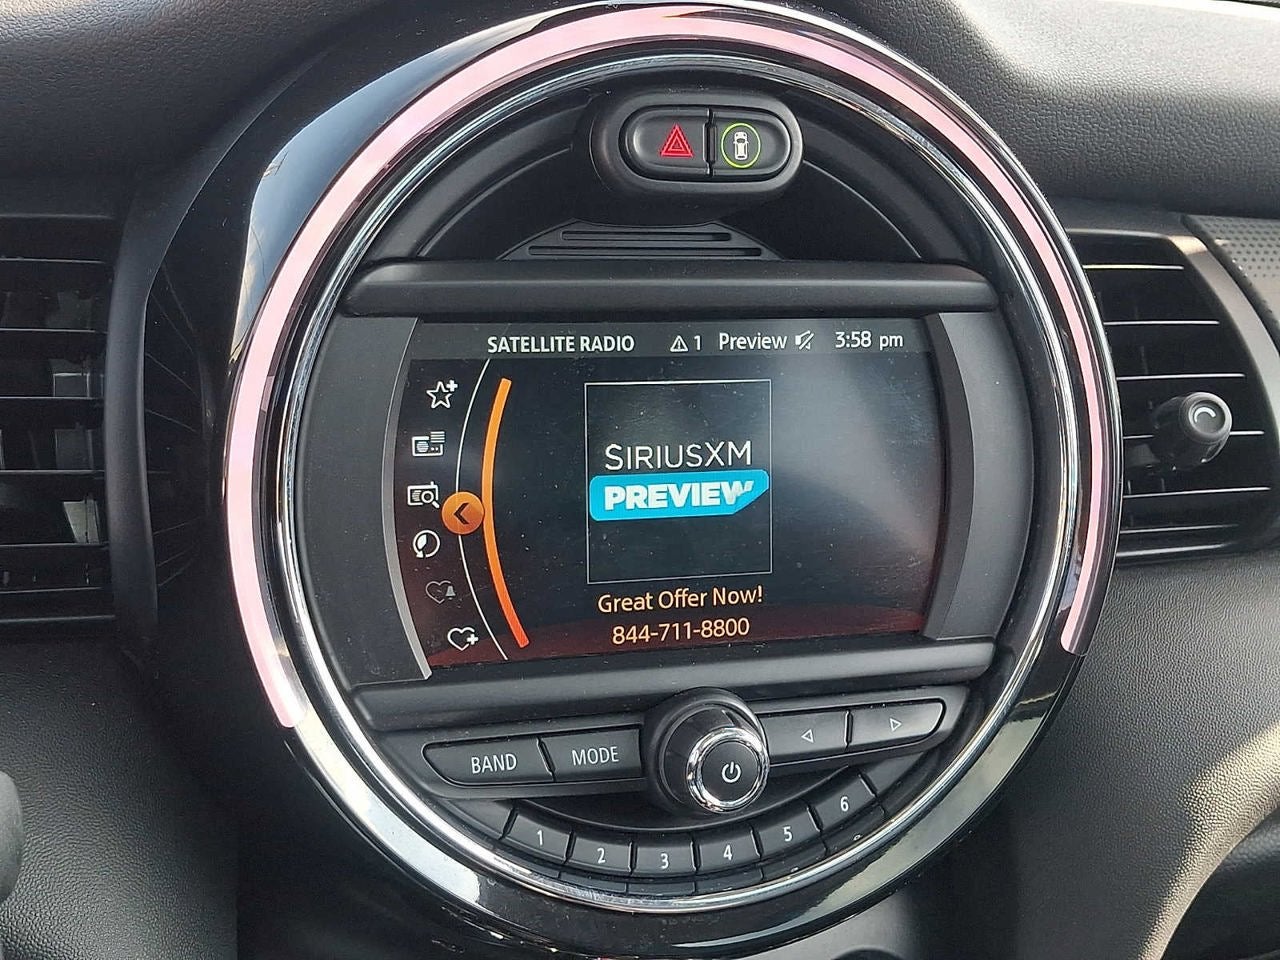 SATELLITE RADIO 1 Preview 3:58 pm
SIRIUSXM
PREVIEW
Great Offer Now!
844-711-8800
BAND MODE
1 2 3 4 5 6